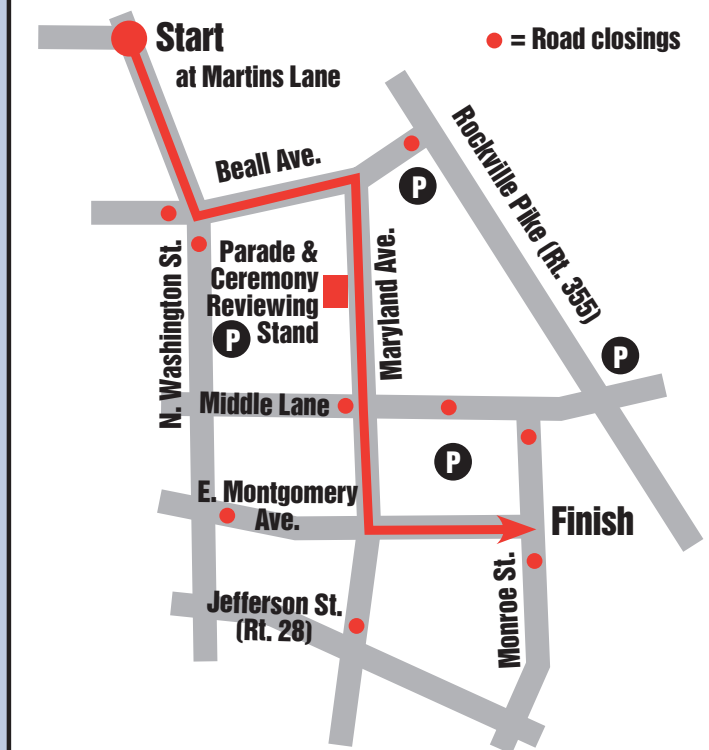 Start
at Martins Lane
= Road closings
Beall Ave.
Rockville Pike (Rt. 355)
P
N. Washington St.
Parade &
Ceremony
Reviewing
Stand
P
Maryland Ave.
P
Middle Lane
P
E. Montgomery
Ave.
Finish
Monroe St.
Jefferson St.
(Rt. 28)